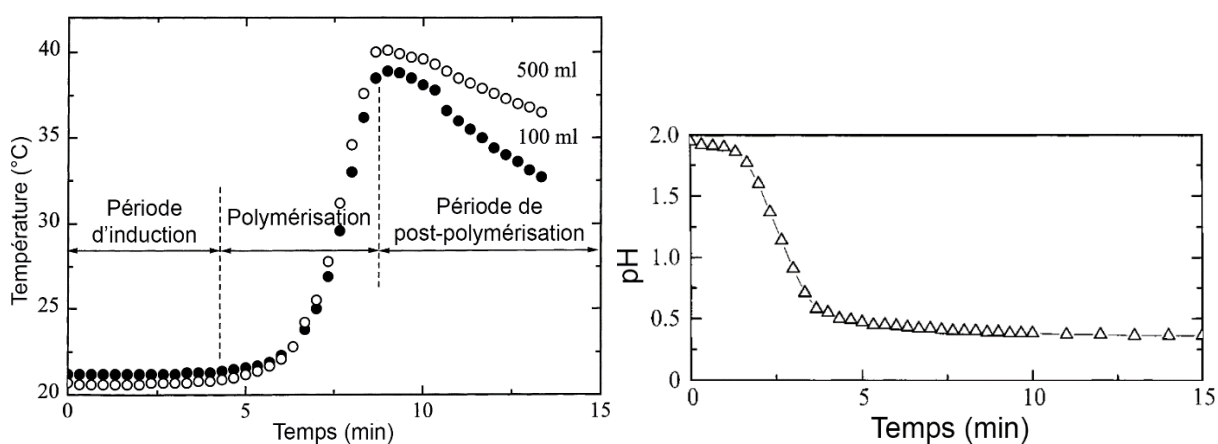 40
35
30
25
20
0
5
10
15
Température (°C)
Temps (min)
500 ml
100 ml
Période
d'induction
Polymérisation
Période de
post-polymérisation
2.0
1.5
1.0
0.5
0
0
5
10
15
pH
Temps (min)